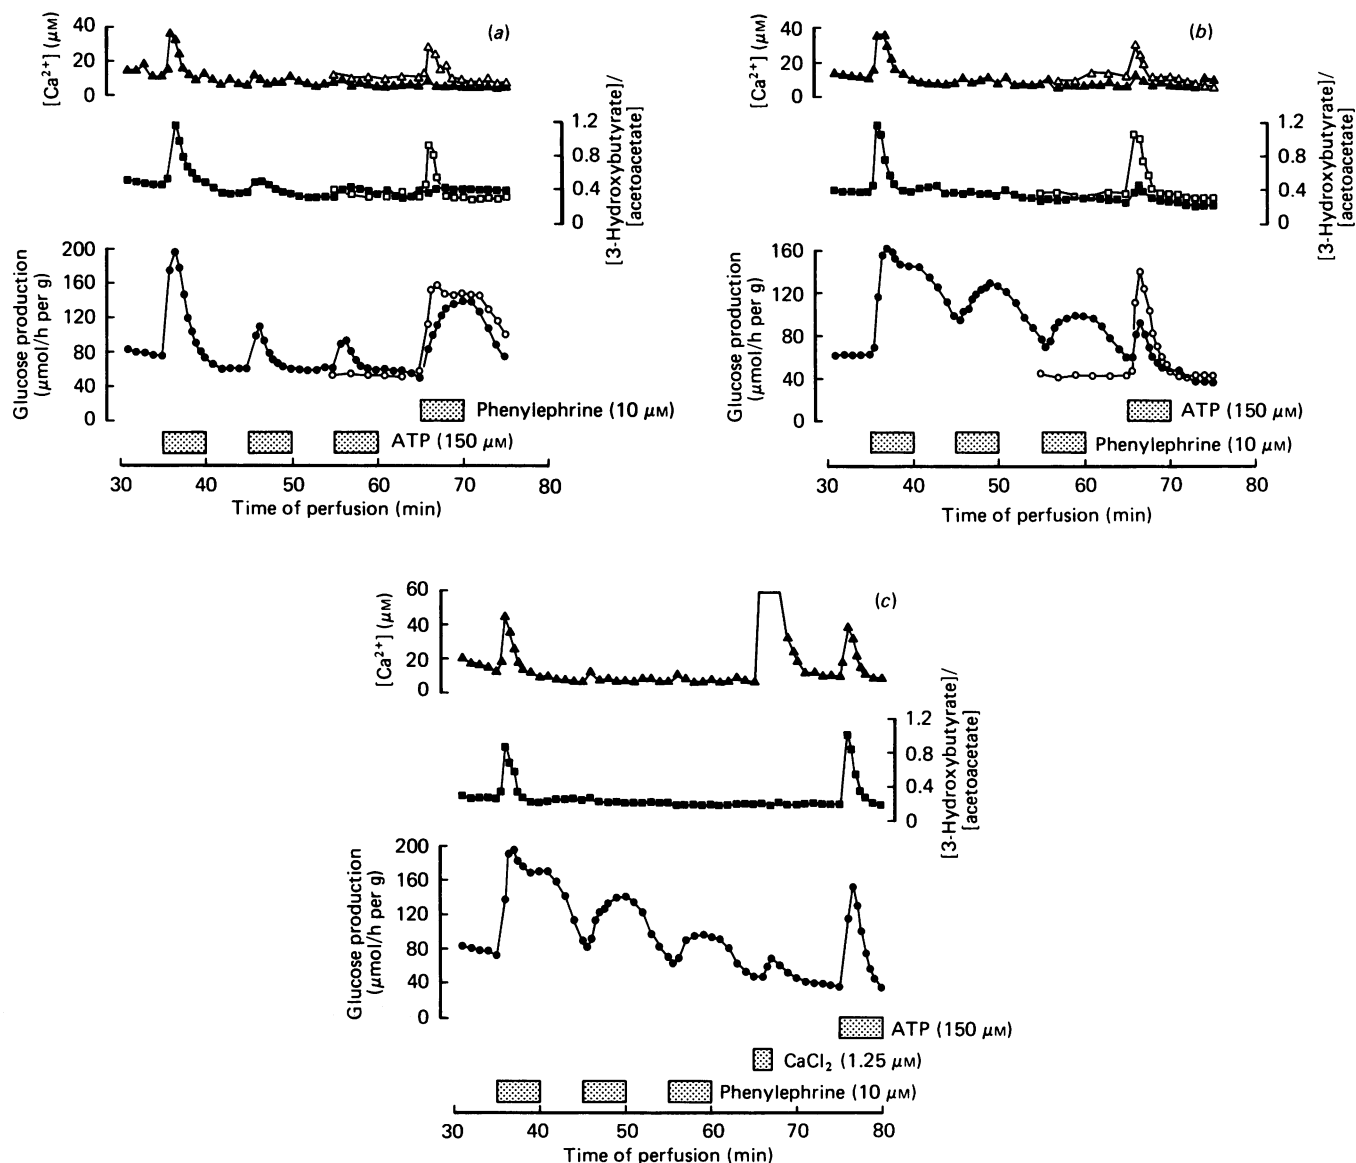 (a)
[Ca²⁺] (μM)
40
20
0
[3-Hydroxybutyrate]/
[acetoacetate]
1.2
0.8
0.4
0
Glucose production
(μmol/h per g)
200
160
120
80
40
0
Phenylephrine (10 μM)
ATP (150 μM)
30 40 50 60 70 80
Time of perfusion (min)
(b)
[Ca²⁺] (μM)
40
20
0
[3-Hydroxybutyrate]/
[acetoacetate]
1.2
0.8
0.4
0
Glucose production
(μmol/h per g)
160
120
80
40
0
ATP (150 μM)
Phenylephrine (10 μM)
30 40 50 60 70 80
Time of perfusion (min)
(c)
[Ca²⁺] (μM)
60
40
20
0
[3-Hydroxybutyrate]/
[acetoacetate]
1.2
0.8
0.4
0
Glucose production
(μmol/h per g)
200
160
120
80
40
0
ATP (150 μM)
CaCl₂ (1.25 μM)
Phenylephrine (10 μM)
30 40 50 60 70 80
Time of perfusion (min)